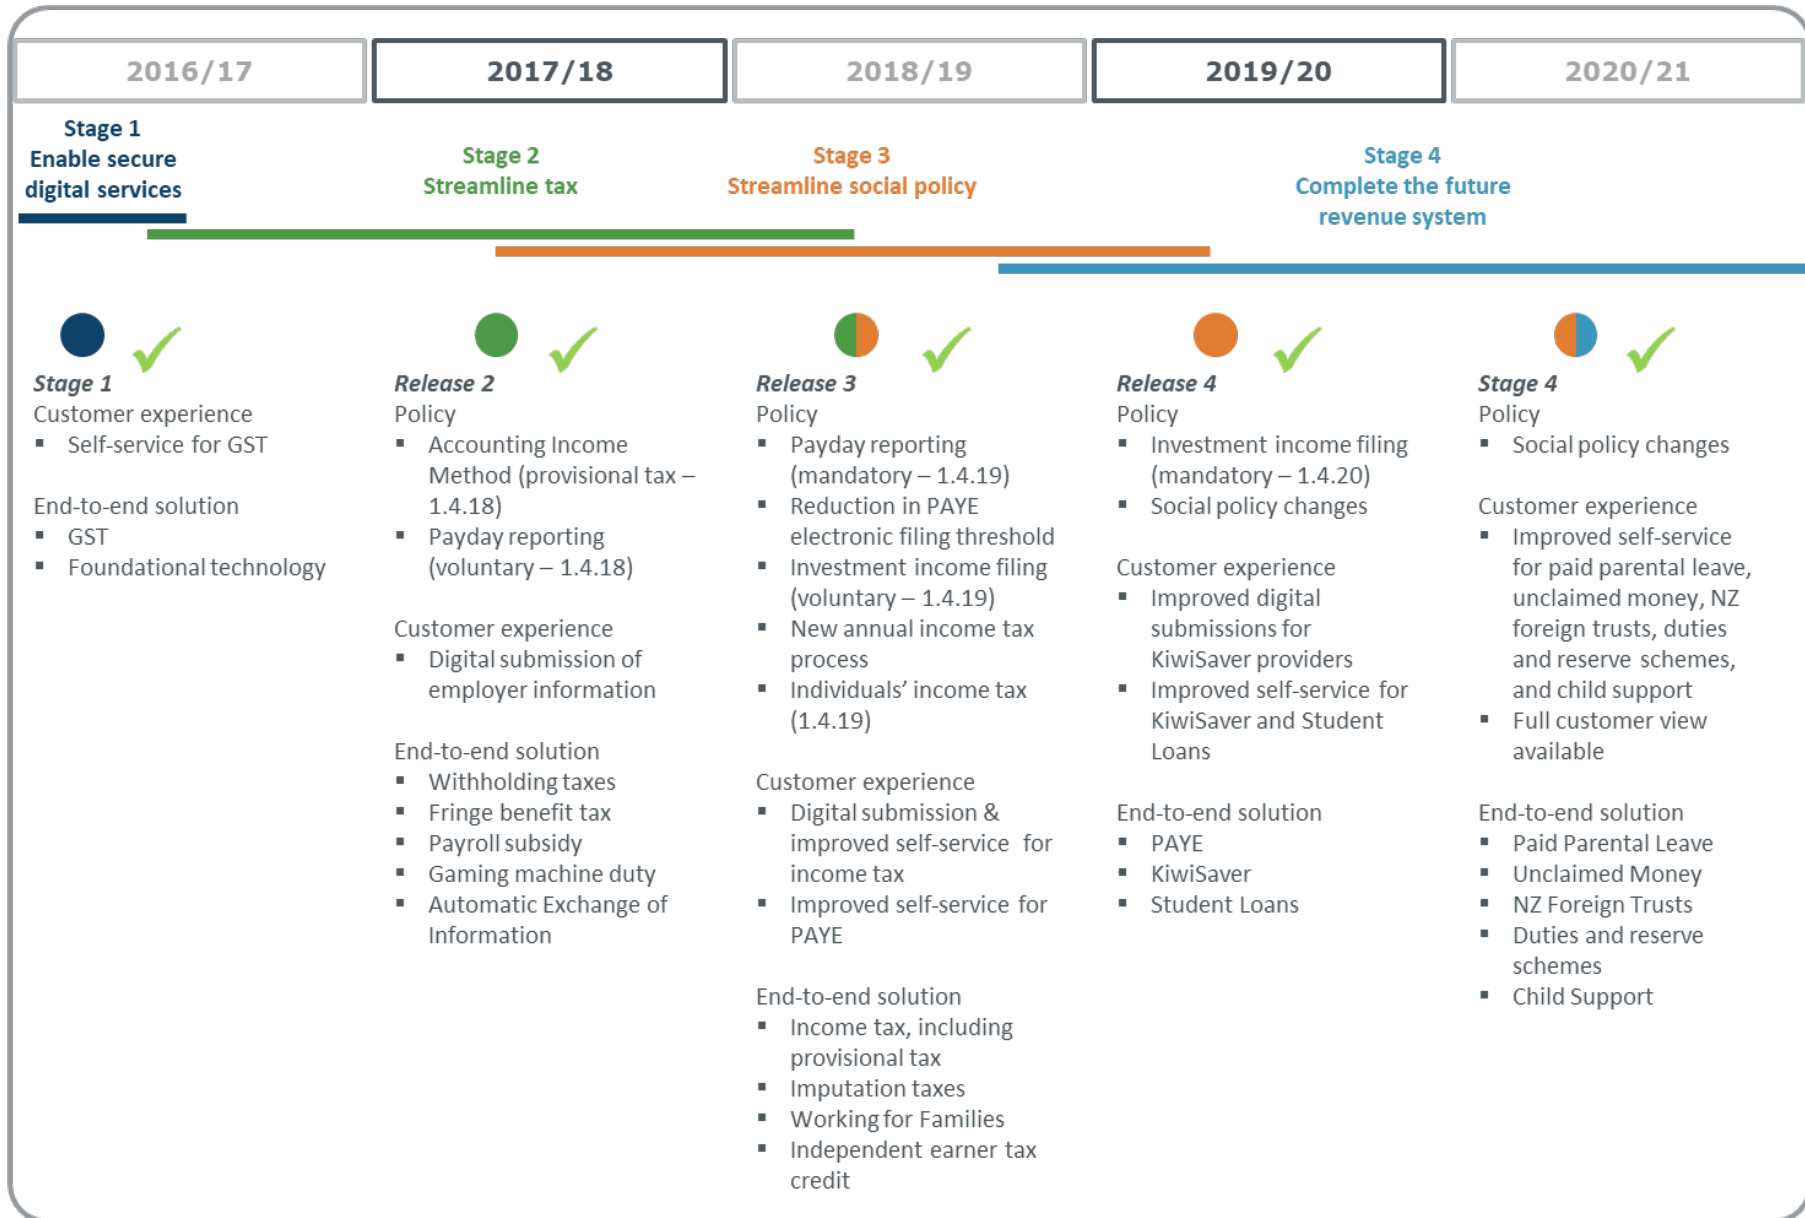 2016/17
2017/18
2018/19
2019/20
2020/21
Stage 1
Enable secure
digital services
Stage 2
Streamline tax
Stage 3
Streamline social policy
Stage 4
Complete the future
revenue system
Stage 1
Customer experience
▪ Self-service for GST
End-to-end solution
▪ GST
▪ Foundational technology
Release 2
Policy
▪ Accounting Income
Method (provisional tax –
1.4.18)
▪ Payday reporting
(voluntary – 1.4.18)
Customer experience
▪ Digital submission of
employer information
End-to-end solution
▪ Withholding taxes
▪ Fringe benefit tax
▪ Payroll subsidy
▪ Gaming machine duty
▪ Automatic Exchange of
Information
Release 3
Policy
▪ Payday reporting
(mandatory – 1.4.19)
▪ Reduction in PAYE
electronic filing threshold
▪ Investment income filing
(voluntary – 1.4.19)
▪ New annual income tax
process
▪ Individuals’ income tax
(1.4.19)
Customer experience
▪ Digital submission &
improved self-service for
income tax
▪ Improved self-service for
PAYE
End-to-end solution
▪ Income tax, including
provisional tax
▪ Imputation taxes
▪ Working for Families
▪ Independent earner tax
credit
Release 4
Policy
▪ Investment income filing
(mandatory – 1.4.20)
▪ Social policy changes
Customer experience
▪ Improved digital
submissions for
KiwiSaver providers
▪ Improved self-service for
KiwiSaver and Student
Loans
End-to-end solution
▪ PAYE
▪ KiwiSaver
▪ Student Loans
Stage 4
Policy
▪ Social policy changes
Customer experience
▪ Improved self-service
for paid parental leave,
unclaimed money, NZ
foreign trusts, duties
and reserve schemes,
and child support
▪ Full customer view
available
End-to-end solution
▪ Paid Parental Leave
▪ Unclaimed Money
▪ NZ Foreign Trusts
▪ Duties and reserve
schemes
▪ Child Support